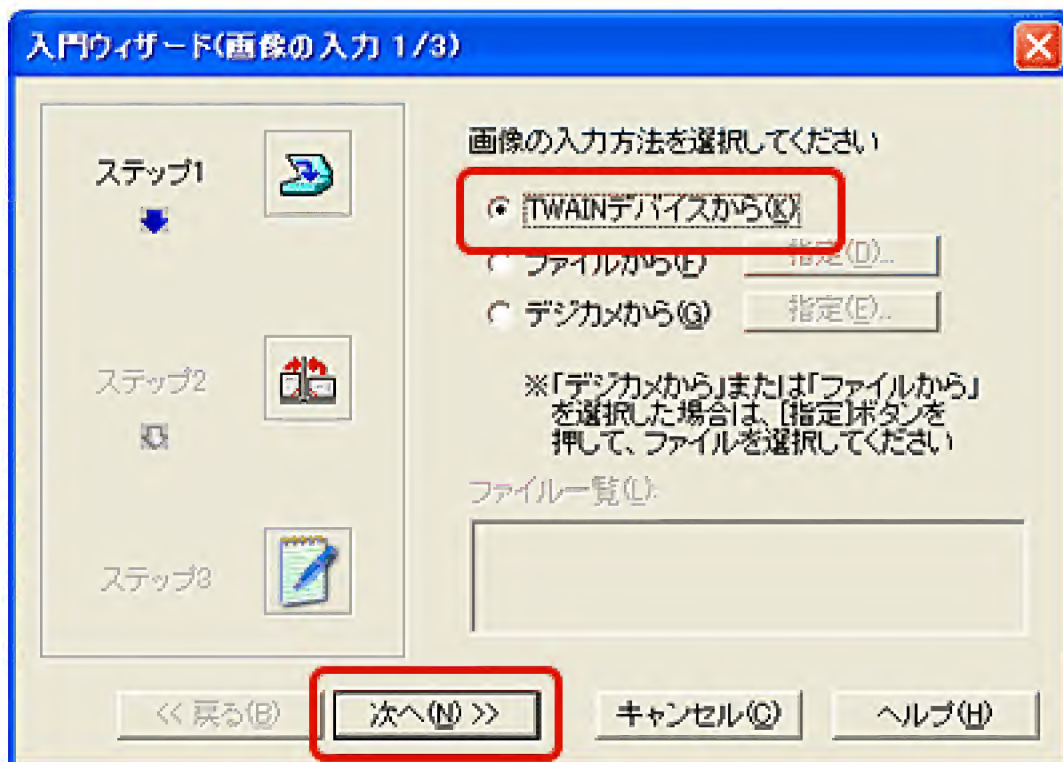 入門ウィザード(画像の入力 1/3)
ステップ1
ステップ2
ステップ3
画像の入力方法を選択してください
TWAINデバイスから(K)
ファイルから(F) 指定(D)...
デジカメから(G) 指定(E)...
※「デジカメから」または「ファイルから」
を選択した場合は、[指定]ボタンを
押して、ファイルを選択してください
ファイル一覧(L):
<< 戻る(B) 次へ(N) >> キャンセル(C) ヘルプ(H)